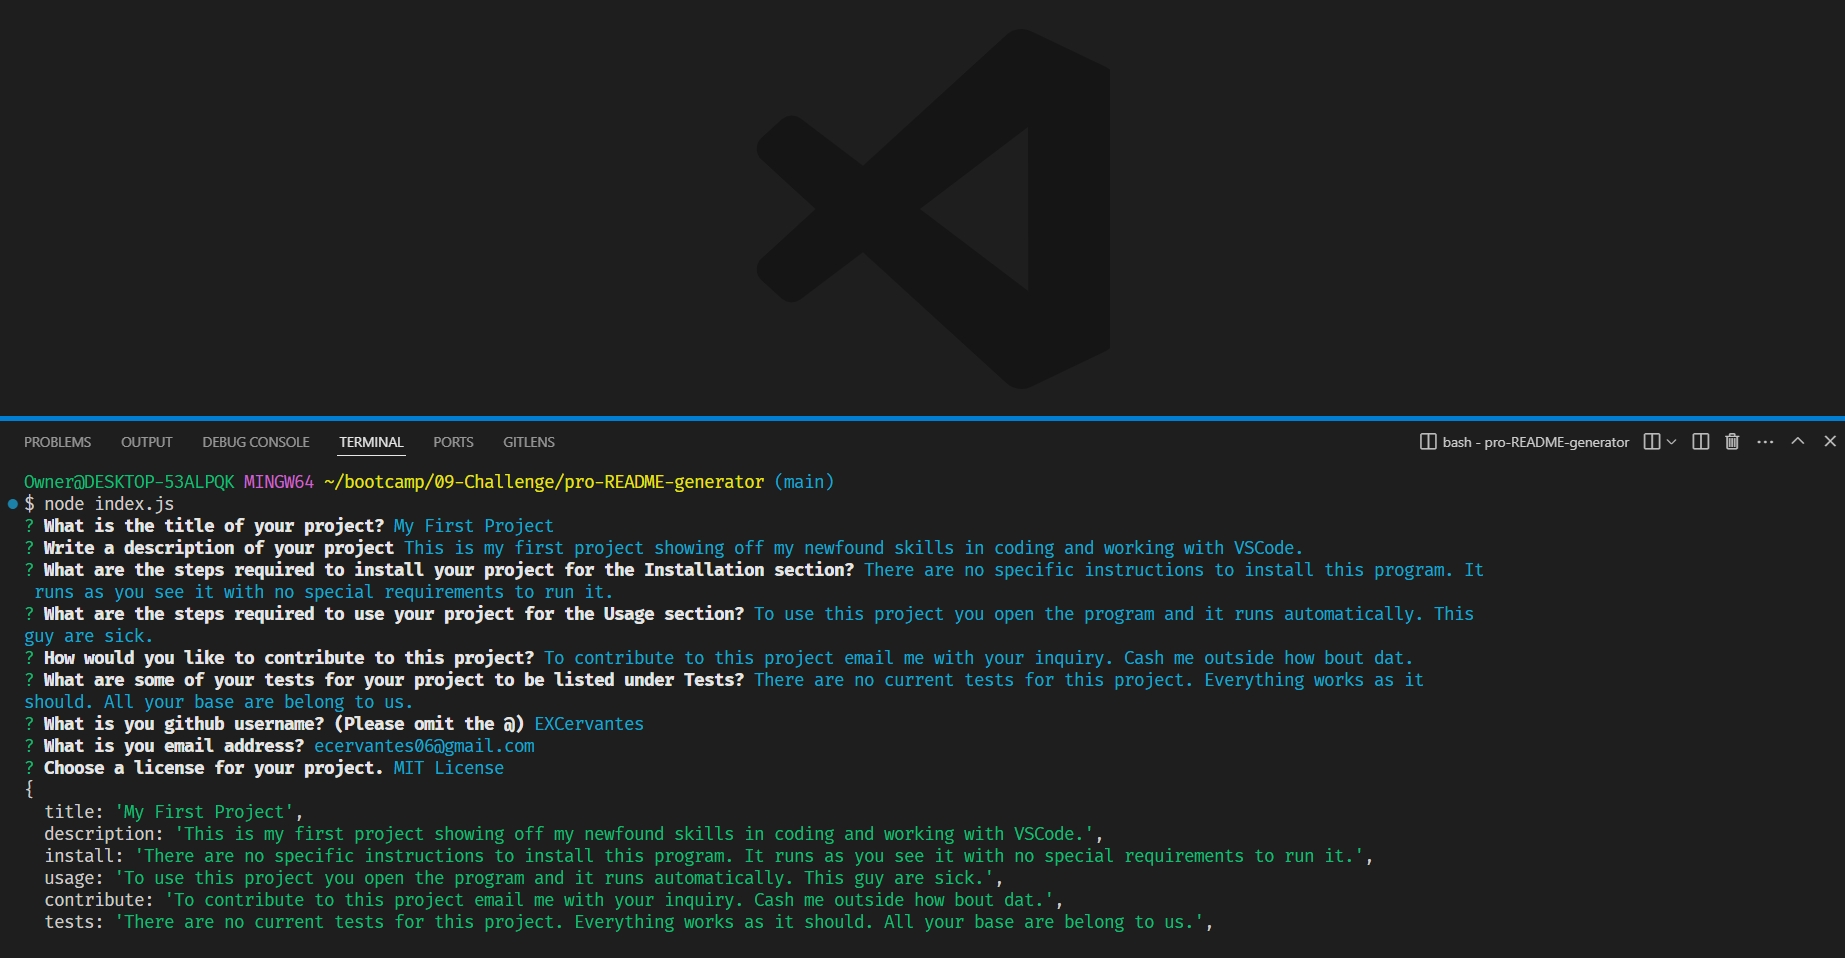 PROBLEMS OUTPUT DEBUG CONSOLE TERMINAL PORTS GITLENS bash - pro-README-generator
Owner@DESKTOP-53ALPQK MINGW64 ~/bootcamp/09-Challenge/pro-README-generator (main)
$ node index.js
? What is the title of your project? My First Project
? Write a description of your project This is my first project showing off my newfound skills in coding and working with VSCode.
? What are the steps required to install your project for the Installation section? There are no specific instructions to install this program. It
runs as you see it with no special requirements to run it.
? What are the steps required to use your project for the Usage section? To use this project you open the program and it runs automatically. This
guy are sick.
? How would you like to contribute to this project? To contribute to this project email me with your inquiry. Cash me outside how bout dat.
? What are some of your tests for your project to be listed under Tests? There are no current tests for this project. Everything works as it
should. All your base are belong to us.
? What is you github username? (Please omit the @) EXCervantes
? What is you email address? ecervantes06@gmail.com
? Choose a license for your project. MIT License
{
title: 'My First Project',
description: 'This is my first project showing off my newfound skills in coding and working with VSCode.',
install: 'There are no specific instructions to install this program. It runs as you see it with no special requirements to run it.',
usage: 'To use this project you open the program and it runs automatically. This guy are sick.',
contribute: 'To contribute to this project email me with your inquiry. Cash me outside how bout dat.',
tests: 'There are no current tests for this project. Everything works as it should. All your base are belong to us.',